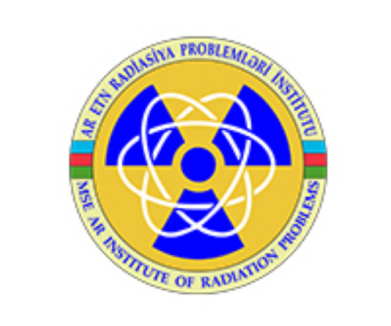 AR ETN RADİASİYA PROBLEMLƏRİ İNSTİTUTU
MSE AR INSTITUTE OF RADIATION PROBLEMS